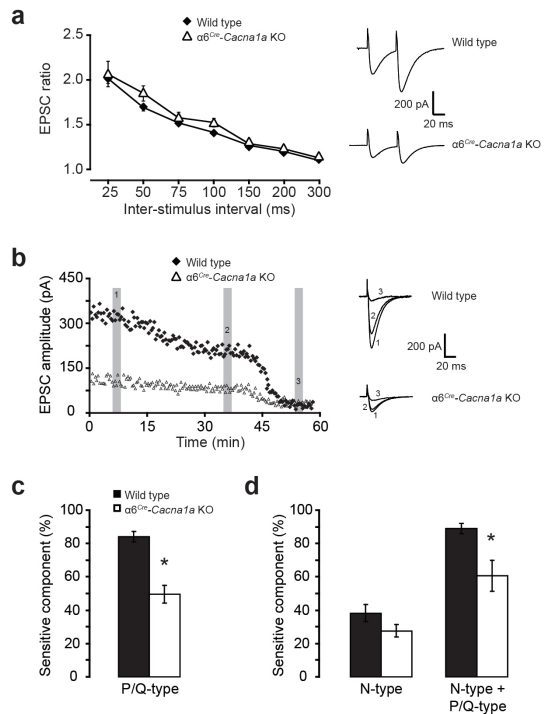 a
Wild type
α6Cre-Cacna1a KO
EPSC ratio
2.5
2.0
1.5
1.0
25 50 75 100 150 200 300
Inter-stimulus interval (ms)
Wild type
200 pA
20 ms
α6Cre-Cacna1a KO
b
Wild type
α6Cre-Cacna1a KO
EPSC amplitude (pA)
450
300
150
0
1
2
3
0 15 30 45 60
Time (min)
3
2
1
Wild type
200 pA
20 ms
3
2
1
α6Cre-Cacna1a KO
c
Wild type
α6Cre-Cacna1a KO
Sensitive component (%)
80
60
40
20
0
*
P/Q-type
d
Sensitive component (%)
80
60
40
20
0
*
N-type
N-type +
P/Q-type